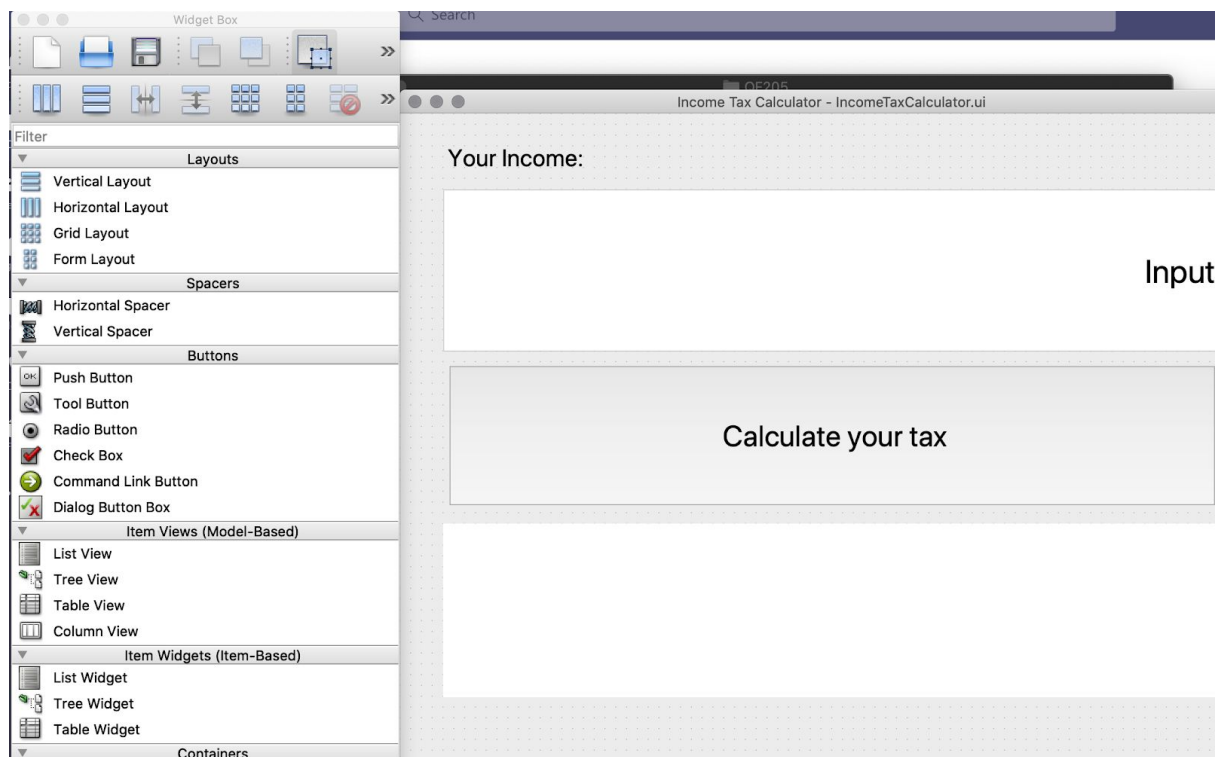 Widget Box
Search
QF205
Income Tax Calculator - IncomeTaxCalculator.ui
Filter
Layouts
Vertical Layout
Horizontal Layout
Grid Layout
Form Layout
Spacers
Horizontal Spacer
Vertical Spacer
Buttons
OK Push Button
Tool Button
Radio Button
Check Box
Command Link Button
Dialog Button Box
Item Views (Model-Based)
List View
Tree View
Table View
Column View
Item Widgets (Item-Based)
List Widget
Tree Widget
Table Widget
Containers
Your Income:
Input
Calculate your tax